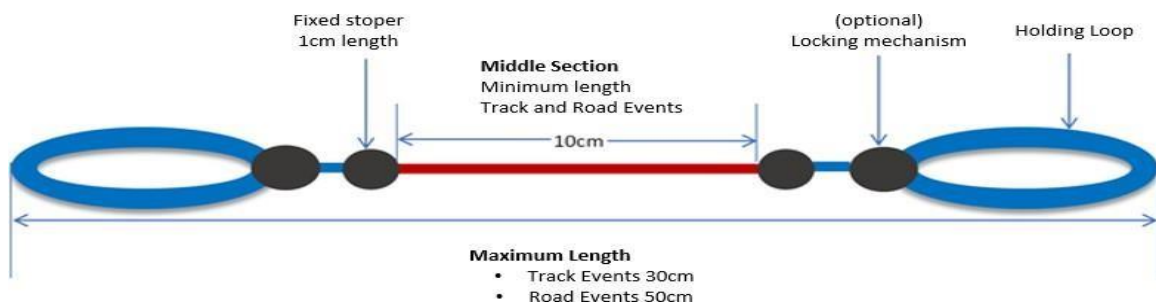 Fixed stoper
1cm length
(optional)
Locking mechanism
Holding Loop
Middle Section
Minimum length
Track and Road Events
10cm
Maximum Length
• Track Events 30cm
• Road Events 50cm